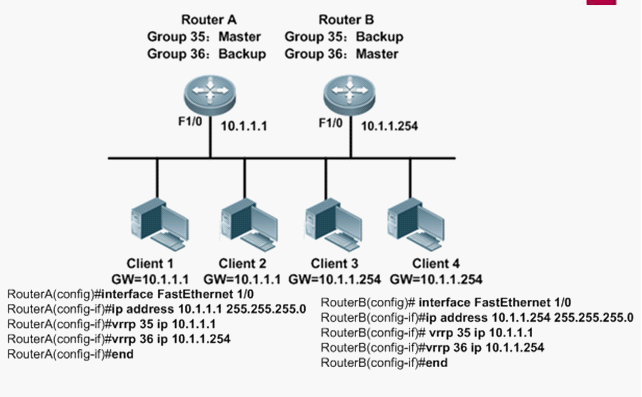 Router A
Group 35: Master
Group 36: Backup
Router B
Group 35: Backup
Group 36: Master
F1/0
10.1.1.1
F1/0
10.1.1.254
Client 1
GW=10.1.1.1
Client 2
GW=10.1.1.1
Client 3
GW=10.1.1.254
Client 4
GW=10.1.1.254
RouterA(config)#interface FastEthernet 1/0
RouterA(config-if)#ip address 10.1.1.1 255.255.255.0
RouterA(config-if)#vrrp 35 ip 10.1.1.1
RouterA(config-if)#vrrp 36 ip 10.1.1.254
RouterA(config-if)#end
RouterB(config)# interface FastEthernet 1/0
RouterB(config-if)#ip address 10.1.1.254 255.255.255.0
RouterB(config-if)# vrrp 35 ip 10.1.1.1
RouterB(config-if)#vrrp 36 ip 10.1.1.254
RouterB(config-if)#end